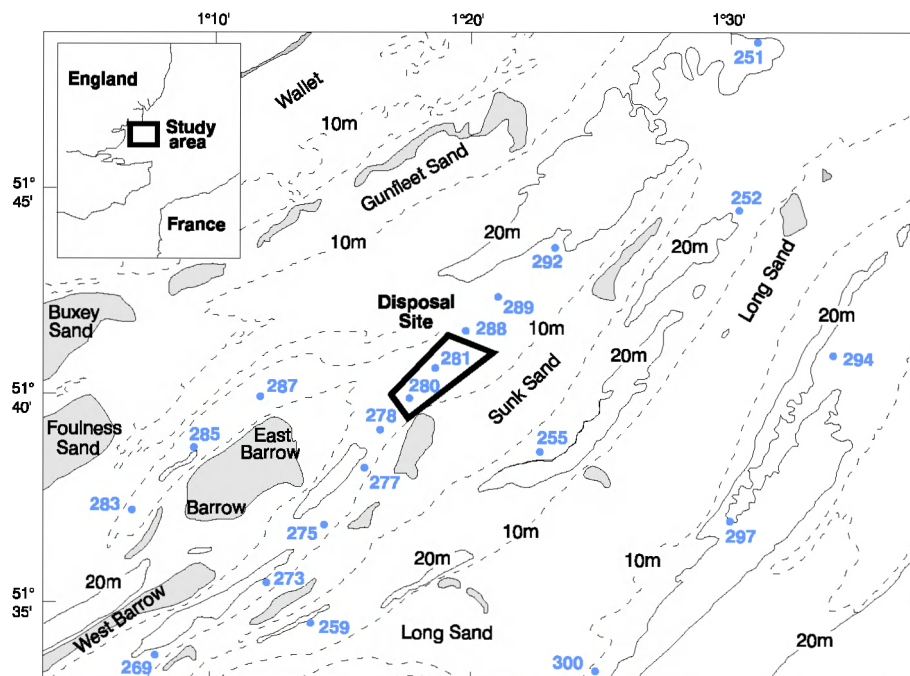 1°10'
1°20'
1°30'
England
Study
area
France
Wallet
10m
Gunfleet Sand
10m
251
51°
45'
252
20m
292
20m
Long Sand
289
Disposal
Site
288
10m
Buxey
Sand
281
20m
294
51°
40'
280
287
278
Sunk Sand
Foulness
Sand
285
East
Barrow
255
277
283
Barrow
275
10m
297
20m
10m
20m
273
51°
35'
West Barrow
259
Long Sand
20m
269
300